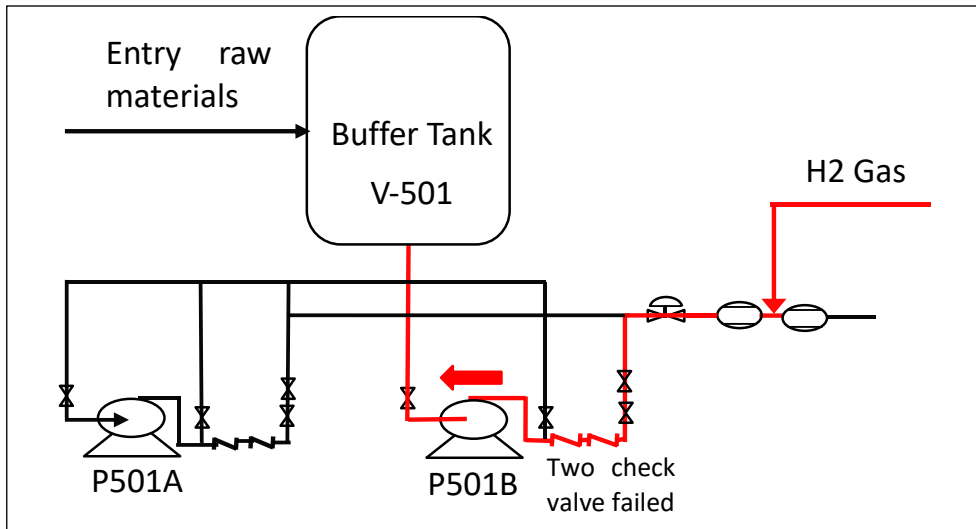 Entry raw
materials
Buffer Tank
V-501
H2 Gas
P501A
P501B
Two check
valve failed